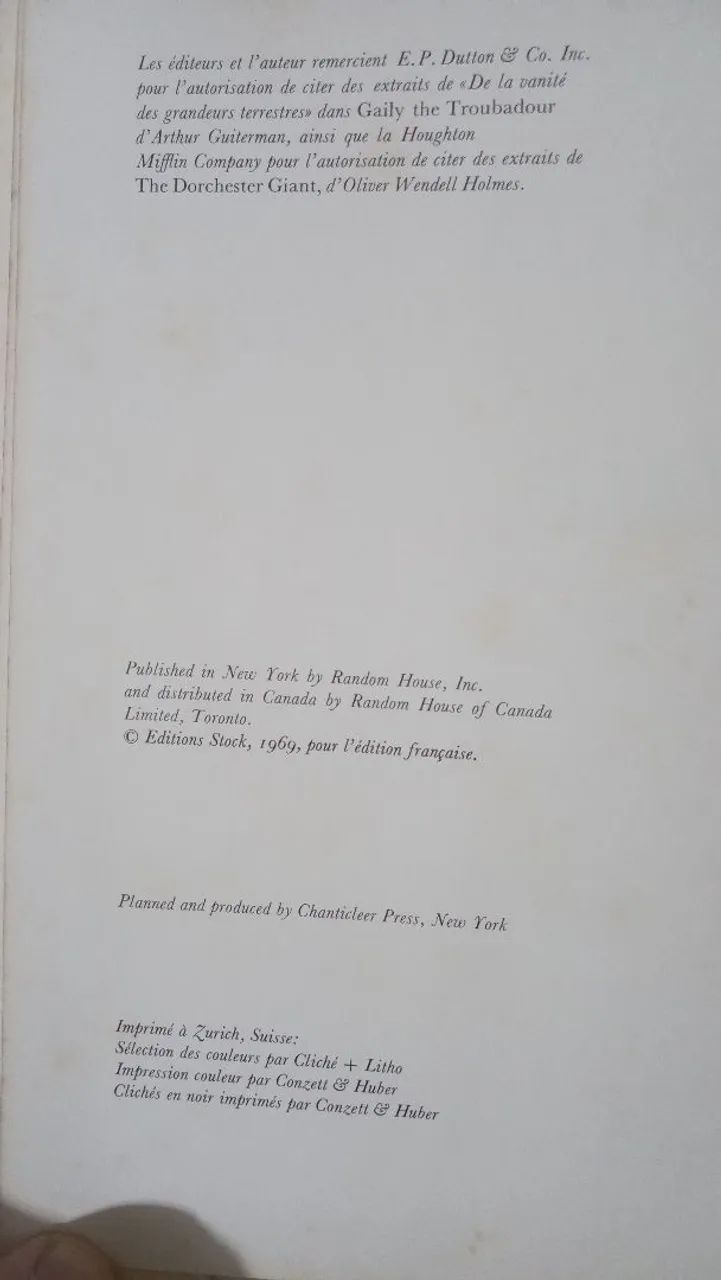 Les éditeurs et l'auteur remercient E. P. Dutton & Co. Inc.
pour l'autorisation de citer des extraits de «De la vanité
des grandeurs terrestres» dans Gaily the Troubadour
d'Arthur Guiterman, ainsi que la Houghton
Mifflin Company pour l'autorisation de citer des extraits de
The Dorchester Giant, d'Oliver Wendell Holmes.
Published in New York by Random House, Inc.
and distributed in Canada by Random House of Canada
Limited, Toronto.
© Editions Stock, 1969, pour l'édition française.
Planned and produced by Chanticleer Press, New York
Imprimé à Zurich, Suisse:
Sélection des couleurs par Cliché + Litho
Impression couleur par Conzett & Huber
Clichés en noir imprimés par Conzett & Huber